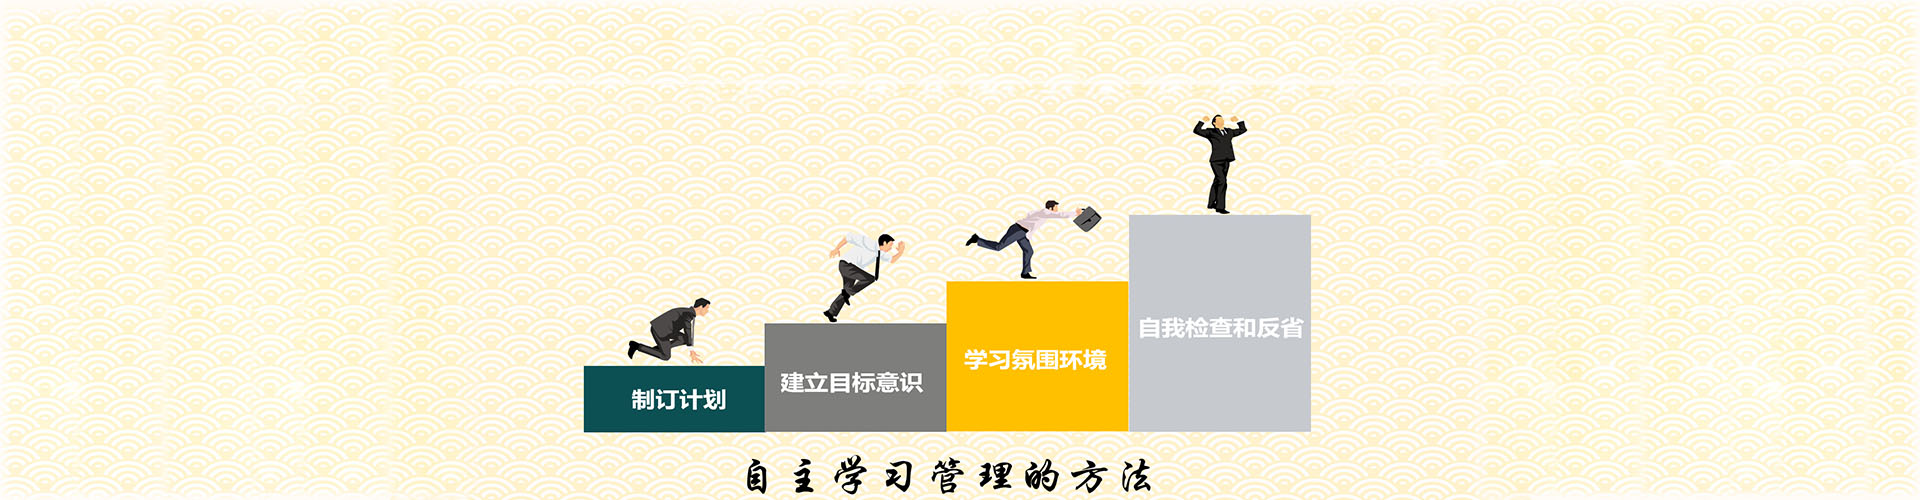 制订计划
建立目标意识
学习氛围环境
自我检查和反省
自主学习管理的方法